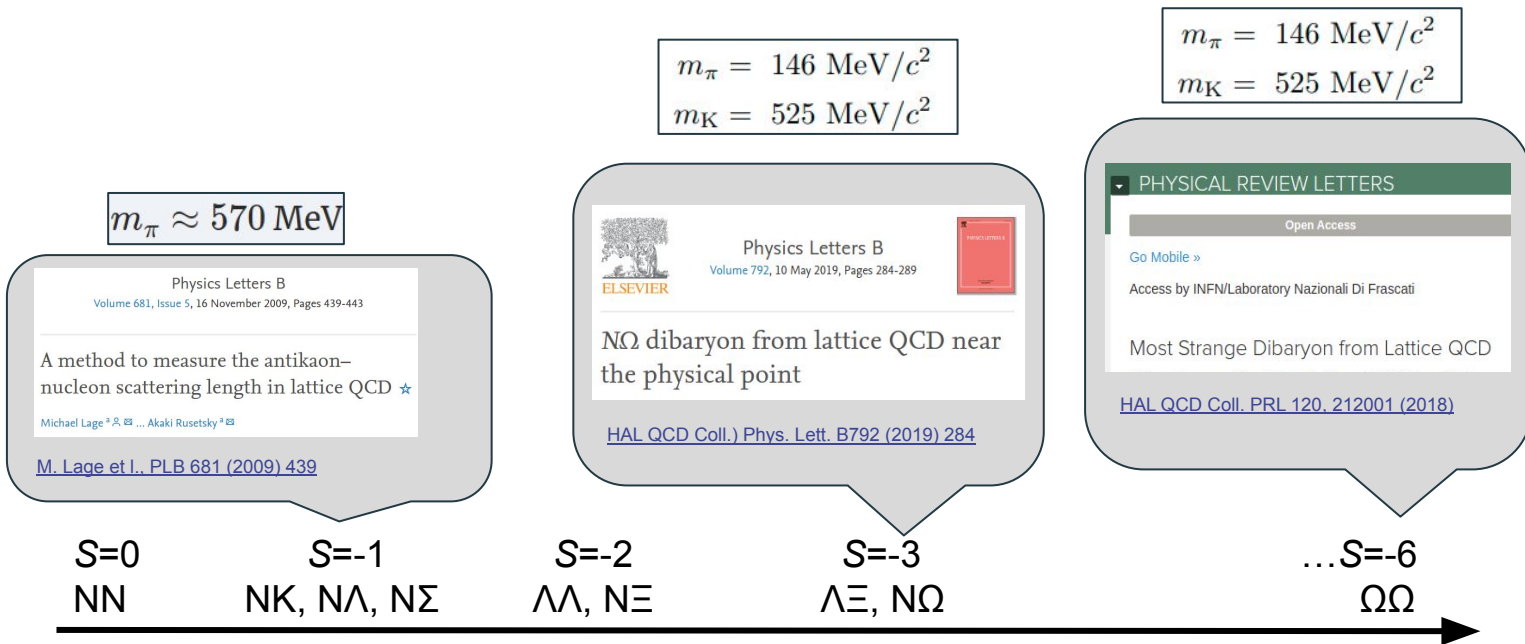 m_π ≈ 570 MeV
Physics Letters B
Volume 681, Issue 5, 16 November 2009, Pages 439-443
A method to measure the antikaon–
nucleon scattering length in lattice QCD ☆
Michael Lage ᵃ ✉ ... Akaki Rusetsky ᵃ ✉
M. Lage et l., PLB 681 (2009) 439
m_π = 146 MeV/c²
m_K = 525 MeV/c²
ELSEVIER
Physics Letters B
Volume 792, 10 May 2019, Pages 284-289
PHYSICS LETTERS B
NΩ dibaryon from lattice QCD near
the physical point
HAL QCD Coll.) Phys. Lett. B792 (2019) 284
m_π = 146 MeV/c²
m_K = 525 MeV/c²
PHYSICAL REVIEW LETTERS
Open Access
Go Mobile »
Access by INFN/Laboratory Nazionali Di Frascati
Most Strange Dibaryon from Lattice QCD
HAL QCD Coll. PRL 120, 212001 (2018)
S=0 S=-1 S=-2 S=-3 …S=-6
NN NK, NΛ, NΣ ΛΛ, NΞ ΛΞ, NΩ ΩΩ